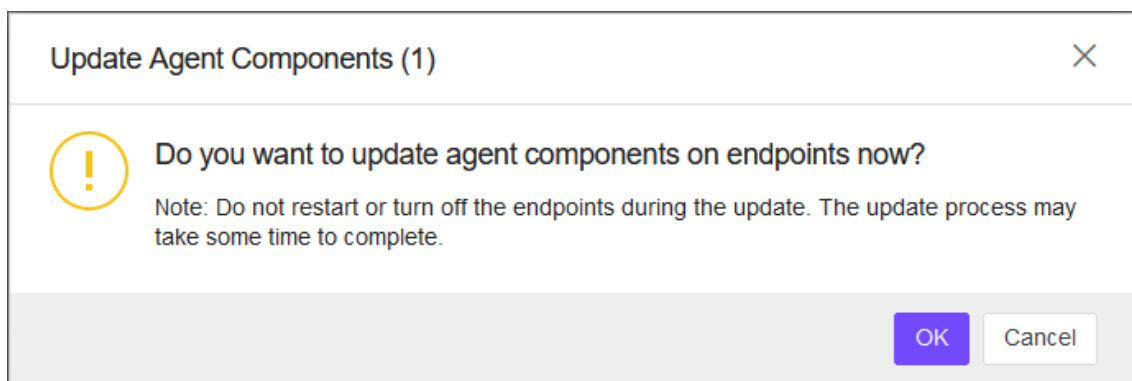 Update Agent Components (1)
Do you want to update agent components on endpoints now?
Note: Do not restart or turn off the endpoints during the update. The update process may
take some time to complete.
OK
Cancel